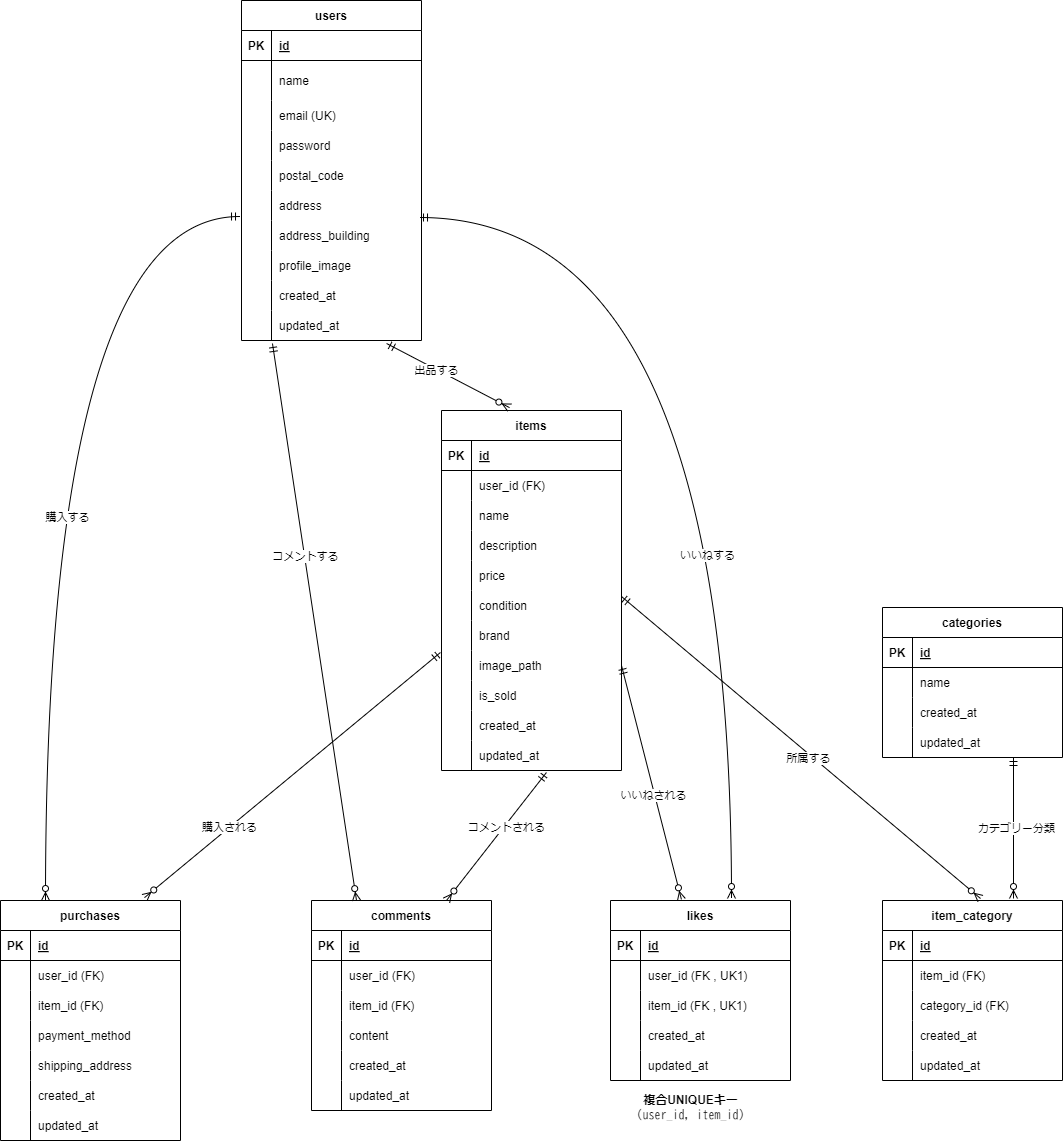 users
PK id
name
email (UK)
password
postal_code
address
address_building
profile_image
created_at
updated_at
出品する
購入する
コメントする
いいねする
items
PK id
user_id (FK)
name
description
price
condition
brand
image_path
is_sold
created_at
updated_at
categories
PK id
name
created_at
updated_at
所属する
いいねされる
購入される
コメントされる
カテゴリー分類
purchases
PK id
user_id (FK)
item_id (FK)
payment_method
shipping_address
created_at
updated_at
comments
PK id
user_id (FK)
item_id (FK)
content
created_at
updated_at
likes
PK id
user_id (FK , UK1)
item_id (FK , UK1)
created_at
updated_at
複合UNIQUEキー
(user_id, item_id)
item_category
PK id
item_id (FK)
category_id (FK)
created_at
updated_at